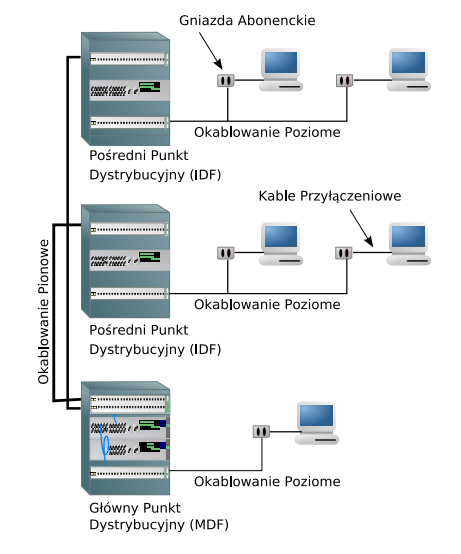 Gniazda Abonenckie
Okablowanie Poziome
Pośredni Punkt
Dystrybucyjny (IDF)
Kable Przyłączeniowe
Okablowanie Pionowe
Okablowanie Poziome
Pośredni Punkt
Dystrybucyjny (IDF)
Okablowanie Poziome
Główny Punkt
Dystrybucyjny (MDF)